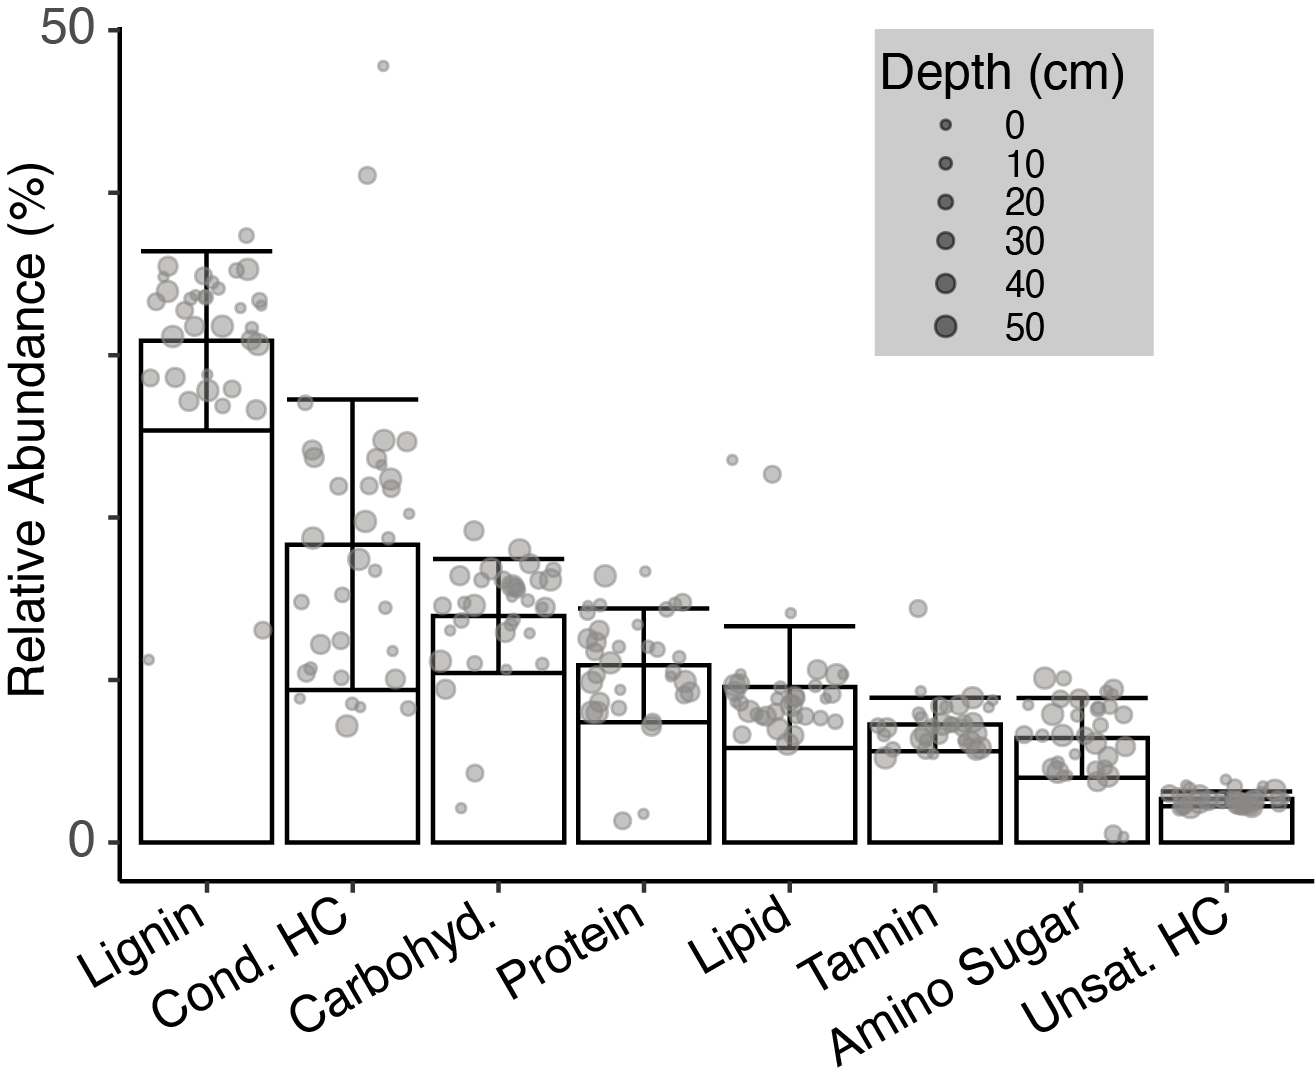 50
0
Relative Abundance (%)
Depth (cm)
0
10
20
30
40
50
Lignin
Cond. HC
Carbohyd.
Protein
Lipid
Tannin
Amino Sugar
Unsat. HC